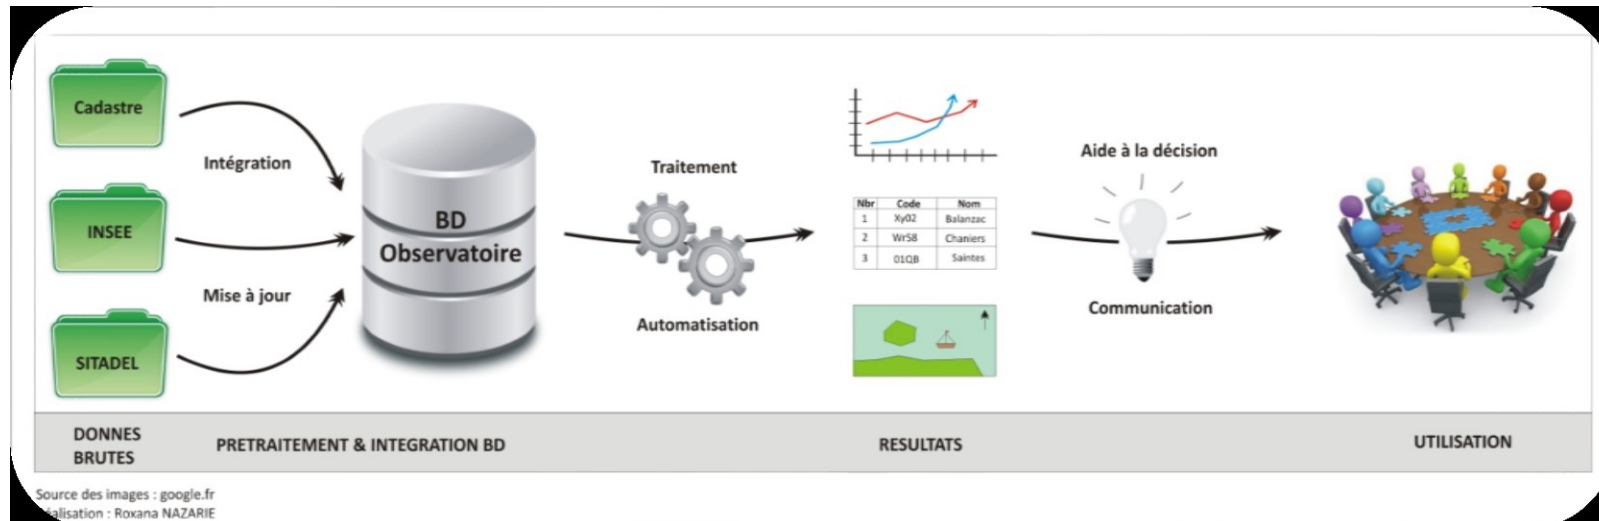 Cadastre
INSEE
SITADEL
Intégration
Mise à jour
BD
Observatoire
Traitement
Automatisation
Nbr Code Nom
1 Xy02 Balanzac
2 Wr58 Chaniers
3 01QB Saintes
Aide à la décision
Communication
DONNES
BRUTES
PRETRAITEMENT & INTEGRATION BD
RESULTATS
UTILISATION
Source des images : google.fr
éalisation : Roxana NAZARIE